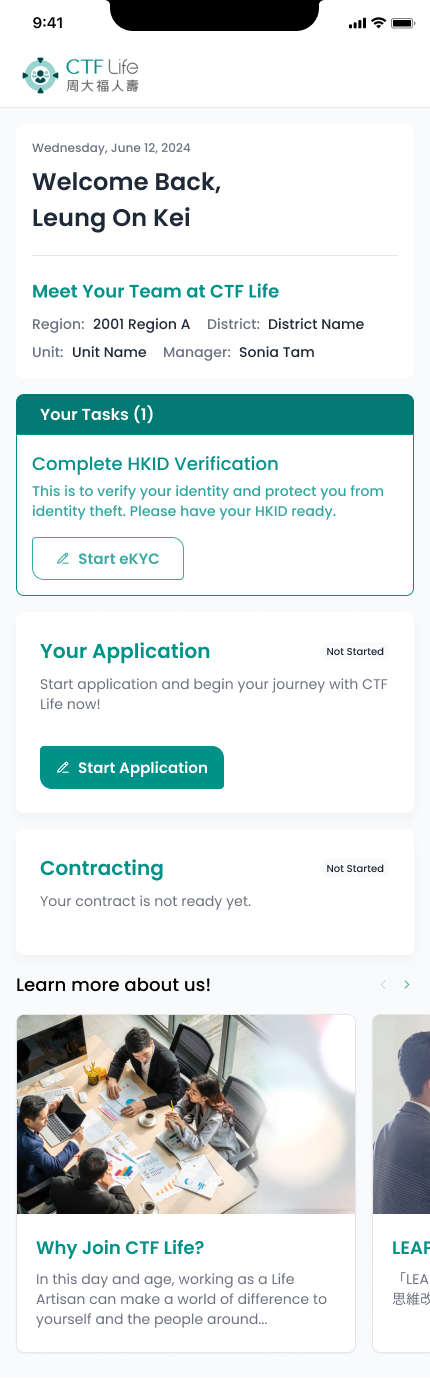 9:41
CTF Life
周大福人壽
Wednesday, June 12, 2024
Welcome Back,
Leung On Kei
Meet Your Team at CTF Life
Region: 2001 Region A District: District Name
Unit: Unit Name Manager: Sonia Tam
Your Tasks (1)
Complete HKID Verification
This is to verify your identity and protect you from
identity theft. Please have your HKID ready.
Start eKYC
Your Application Not Started
Start application and begin your journey with CTF
Life now!
Start Application
Contracting Not Started
Your contract is not ready yet.
Learn more about us!
Why Join CTF Life?
In this day and age, working as a Life
Artisan can make a world of difference to
yourself and the people around...
LEAP
「LEA
思維改